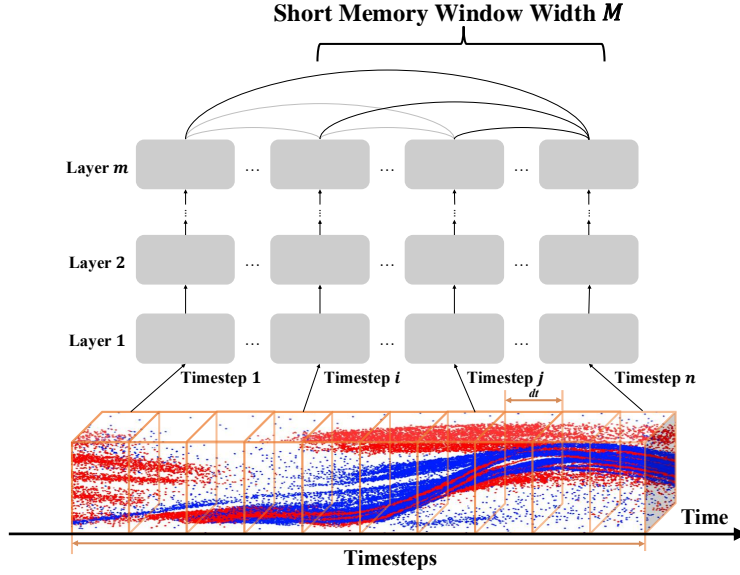 Short Memory Window Width M
Layer m
... ... ...
⋮ ⋮ ⋮ ⋮
Layer 2
... ... ...
Layer 1
... ... ...
Timestep 1 Timestep i Timestep j Timestep n
dt
Time
Timesteps